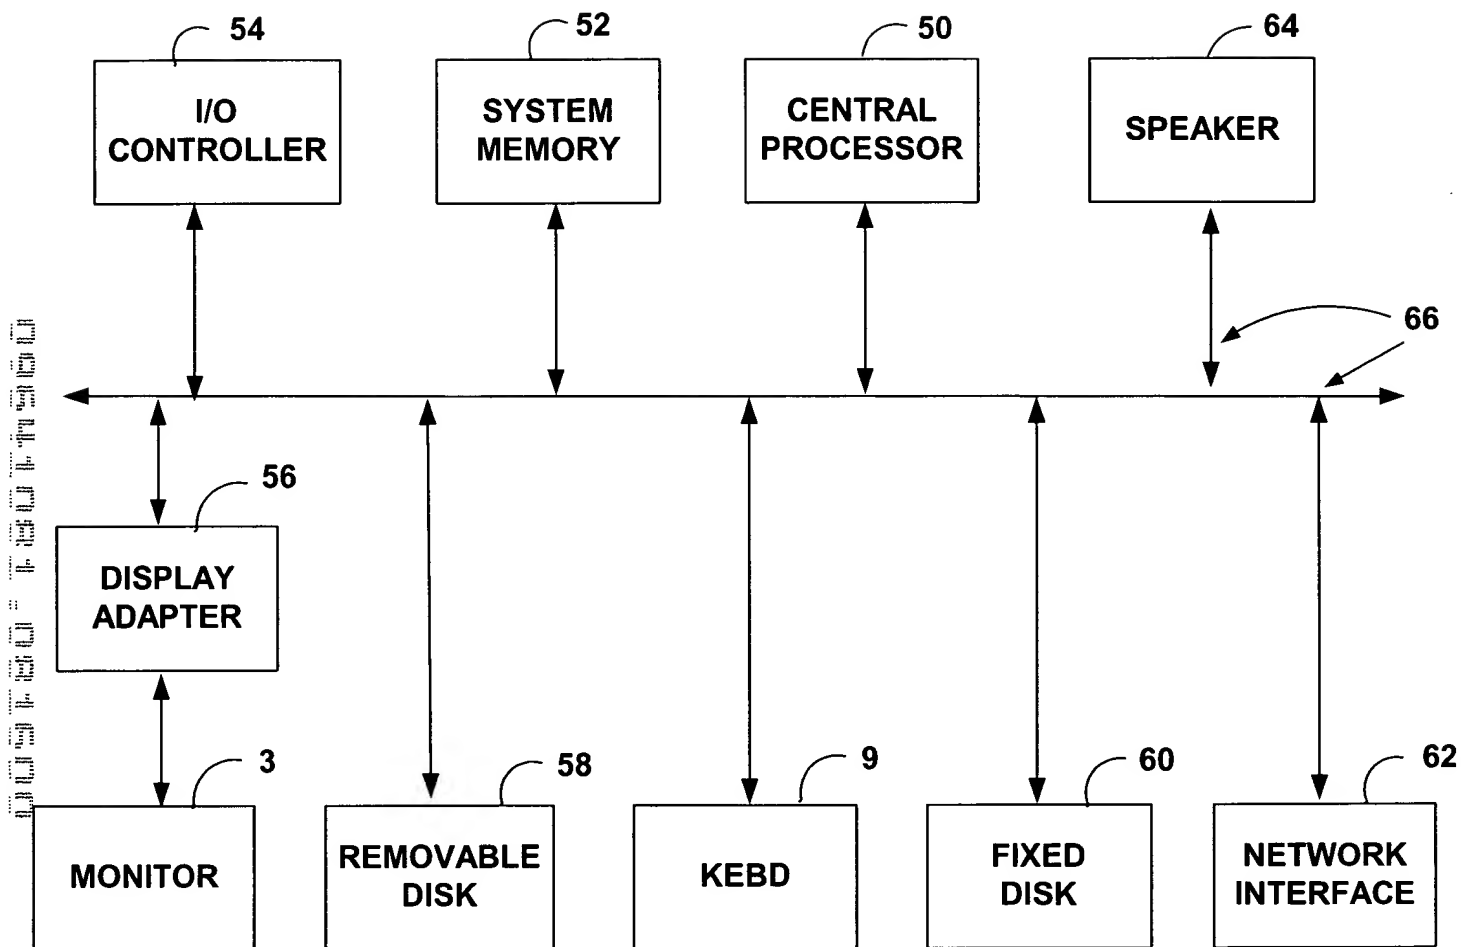 54
52
50
64
I/O
CONTROLLER
SYSTEM
MEMORY
CENTRAL
PROCESSOR
SPEAKER
66
56
DISPLAY
ADAPTER
3
58
9
60
62
MONITOR
REMOVABLE
DISK
KEBD
FIXED
DISK
NETWORK
INTERFACE